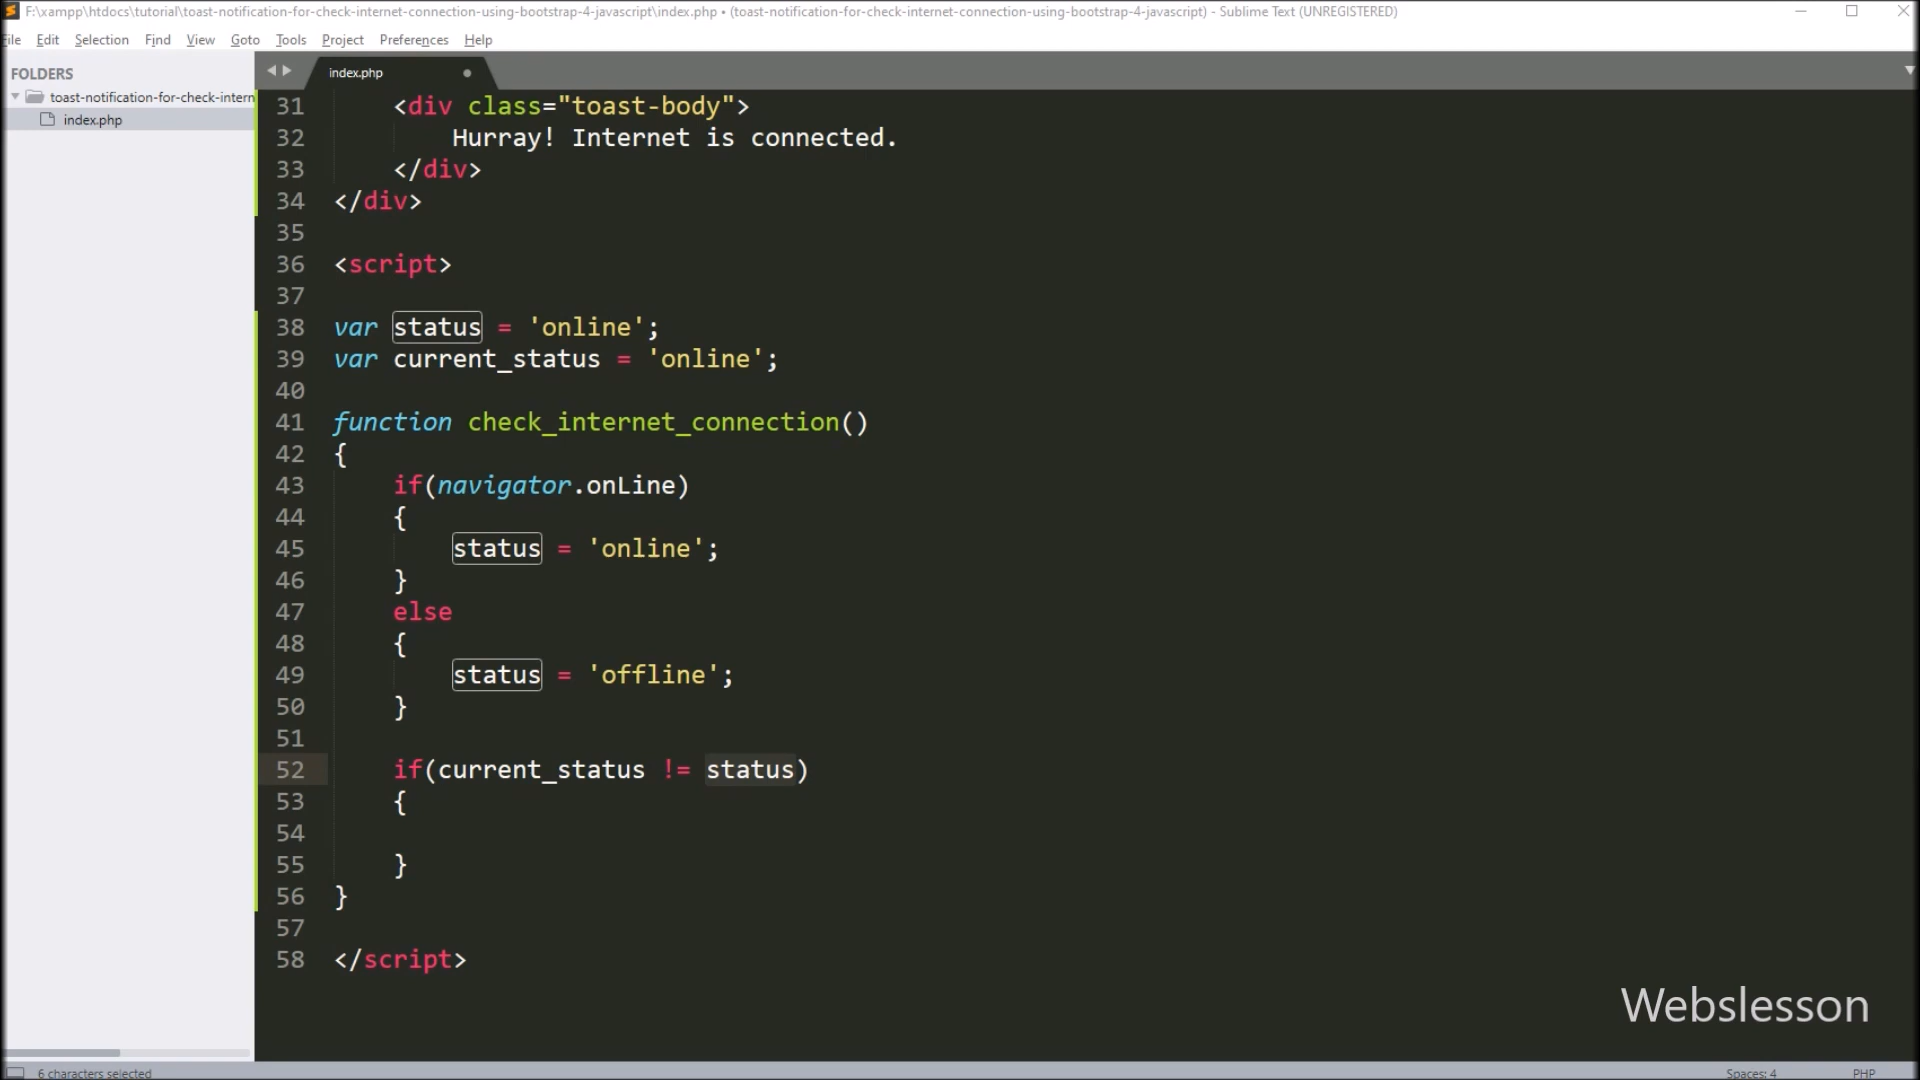 F:\xampp\htdocs\tutorial\toast-notification-for-check-internet-connection-using-bootstrap-4-javascript\index.php • (toast-notification-for-check-internet-connection-using-bootstrap-4-javascript) - Sublime Text (UNREGISTERED)
File Edit Selection Find View Goto Tools Project Preferences Help
FOLDERS
toast-notification-for-check-intern
index.php
index.php
31 <div class="toast-body">
32 Hurray! Internet is connected.
33 </div>
34 </div>
35
36 <script>
37
38 var status = 'online';
39 var current_status = 'online';
40
41 function check_internet_connection()
42 {
43 if(navigator.onLine)
44 {
45 status = 'online';
46 }
47 else
48 {
49 status = 'offline';
50 }
51
52 if(current_status != status)
53 {
54
55 }
56 }
57
58 </script>
Webslesson
6 characters selected Spaces: 4 PHP